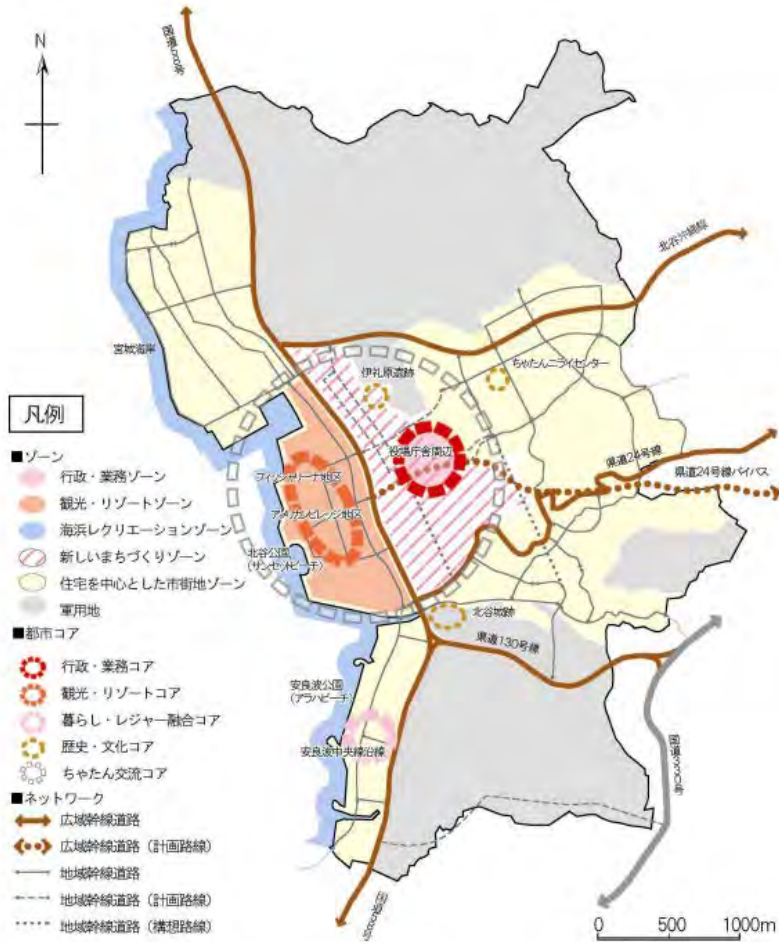 N
国道58号
北谷沖縄線
宮城海岸
伊礼原遺跡
ちゃたんニライセンター
役場庁舎周辺
県道24号線
県道24号線バイパス
フィッシャリーナ地区
アメリカンビレッジ地区
北谷公園
(サンセットビーチ)
北谷城跡
県道130号線
安良波公園
(アラハビーチ)
安良波中央線沿線
国道330号
国道58号
凡例
■ゾーン
行政・業務ゾーン
観光・リゾートゾーン
海浜レクリエーションゾーン
新しいまちづくりゾーン
住宅を中心とした市街地ゾーン
軍用地
■都市コア
行政・業務コア
観光・リゾートコア
暮らし・レジャー融合コア
歴史・文化コア
ちゃたん交流コア
■ネットワーク
広域幹線道路
広域幹線道路(計画路線)
地域幹線道路
地域幹線道路(計画路線)
地域幹線道路(構想路線)
0 500 1000m